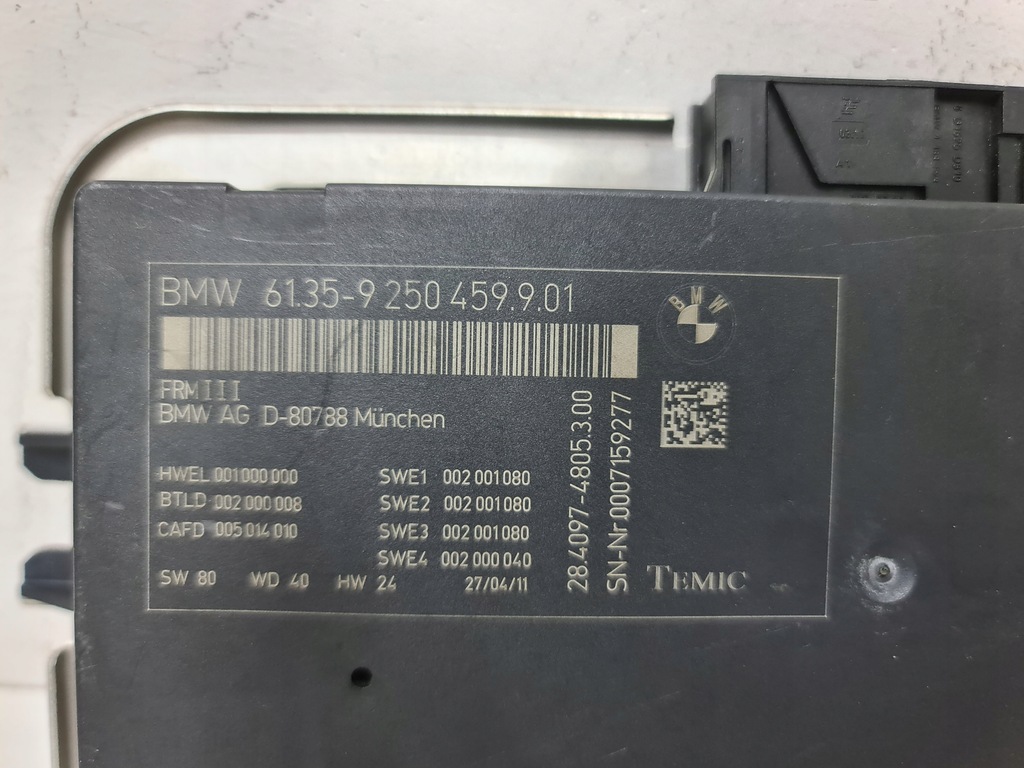 BMW 61.35-9 250 459.9.01
BMW
FRM III
BMW AG D-80788 München
HWEL 001 000 000 SWE1 002 001 080
BTLD 002 000 008 SWE2 002 001 080
CAFD 005 014 010 SWE3 002 001 080
SWE4 002 000 040
SW 80 WD 40 HW 24 27/04/11
28.4097-4805.3.00
SN-Nr.0007159277
TEMIC